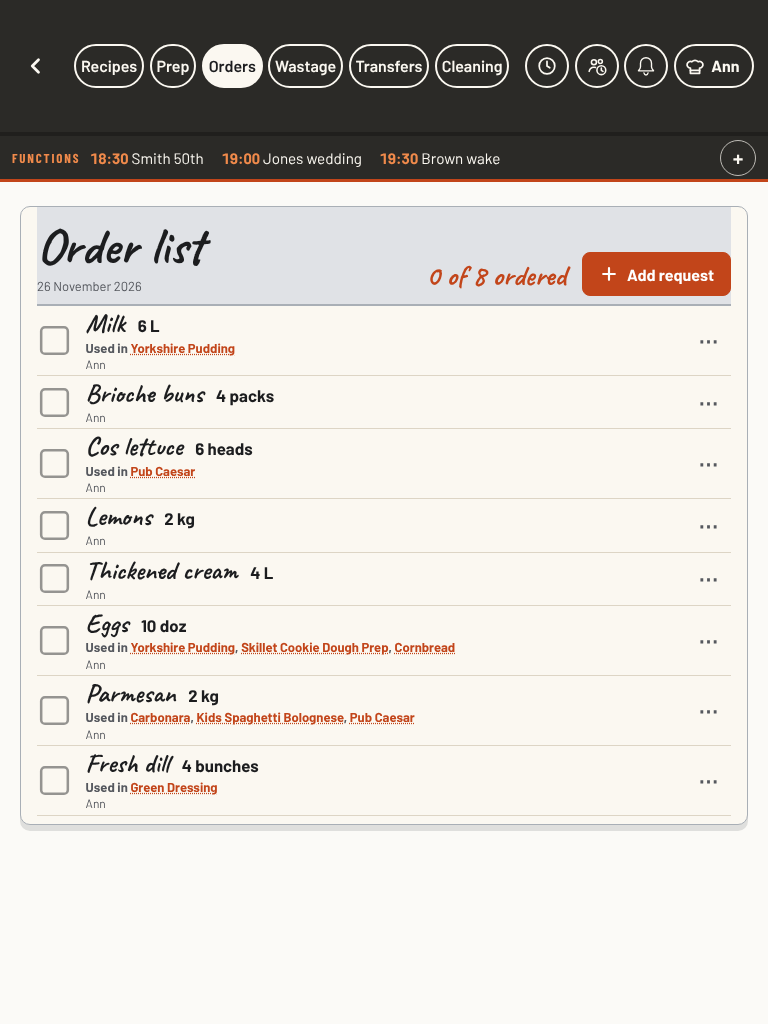 Recipes Prep Orders Wastage Transfers Cleaning Ann
FUNCTIONS 18:30 Smith 50th 19:00 Jones wedding 19:30 Brown wake +
Order list
26 November 2026
0 of 8 ordered
+ Add request
Milk 6 L
Used in Yorkshire Pudding
Ann
Brioche buns 4 packs
Ann
Cos lettuce 6 heads
Used in Pub Caesar
Ann
Lemons 2 kg
Ann
Thickened cream 4 L
Ann
Eggs 10 doz
Used in Yorkshire Pudding, Skillet Cookie Dough Prep, Cornbread
Ann
Parmesan 2 kg
Used in Carbonara, Kids Spaghetti Bolognese, Pub Caesar
Ann
Fresh dill 4 bunches
Used in Green Dressing
Ann